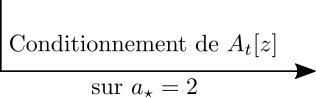 Conditionnement de $A_t[z]$
sur $a_\star = 2$